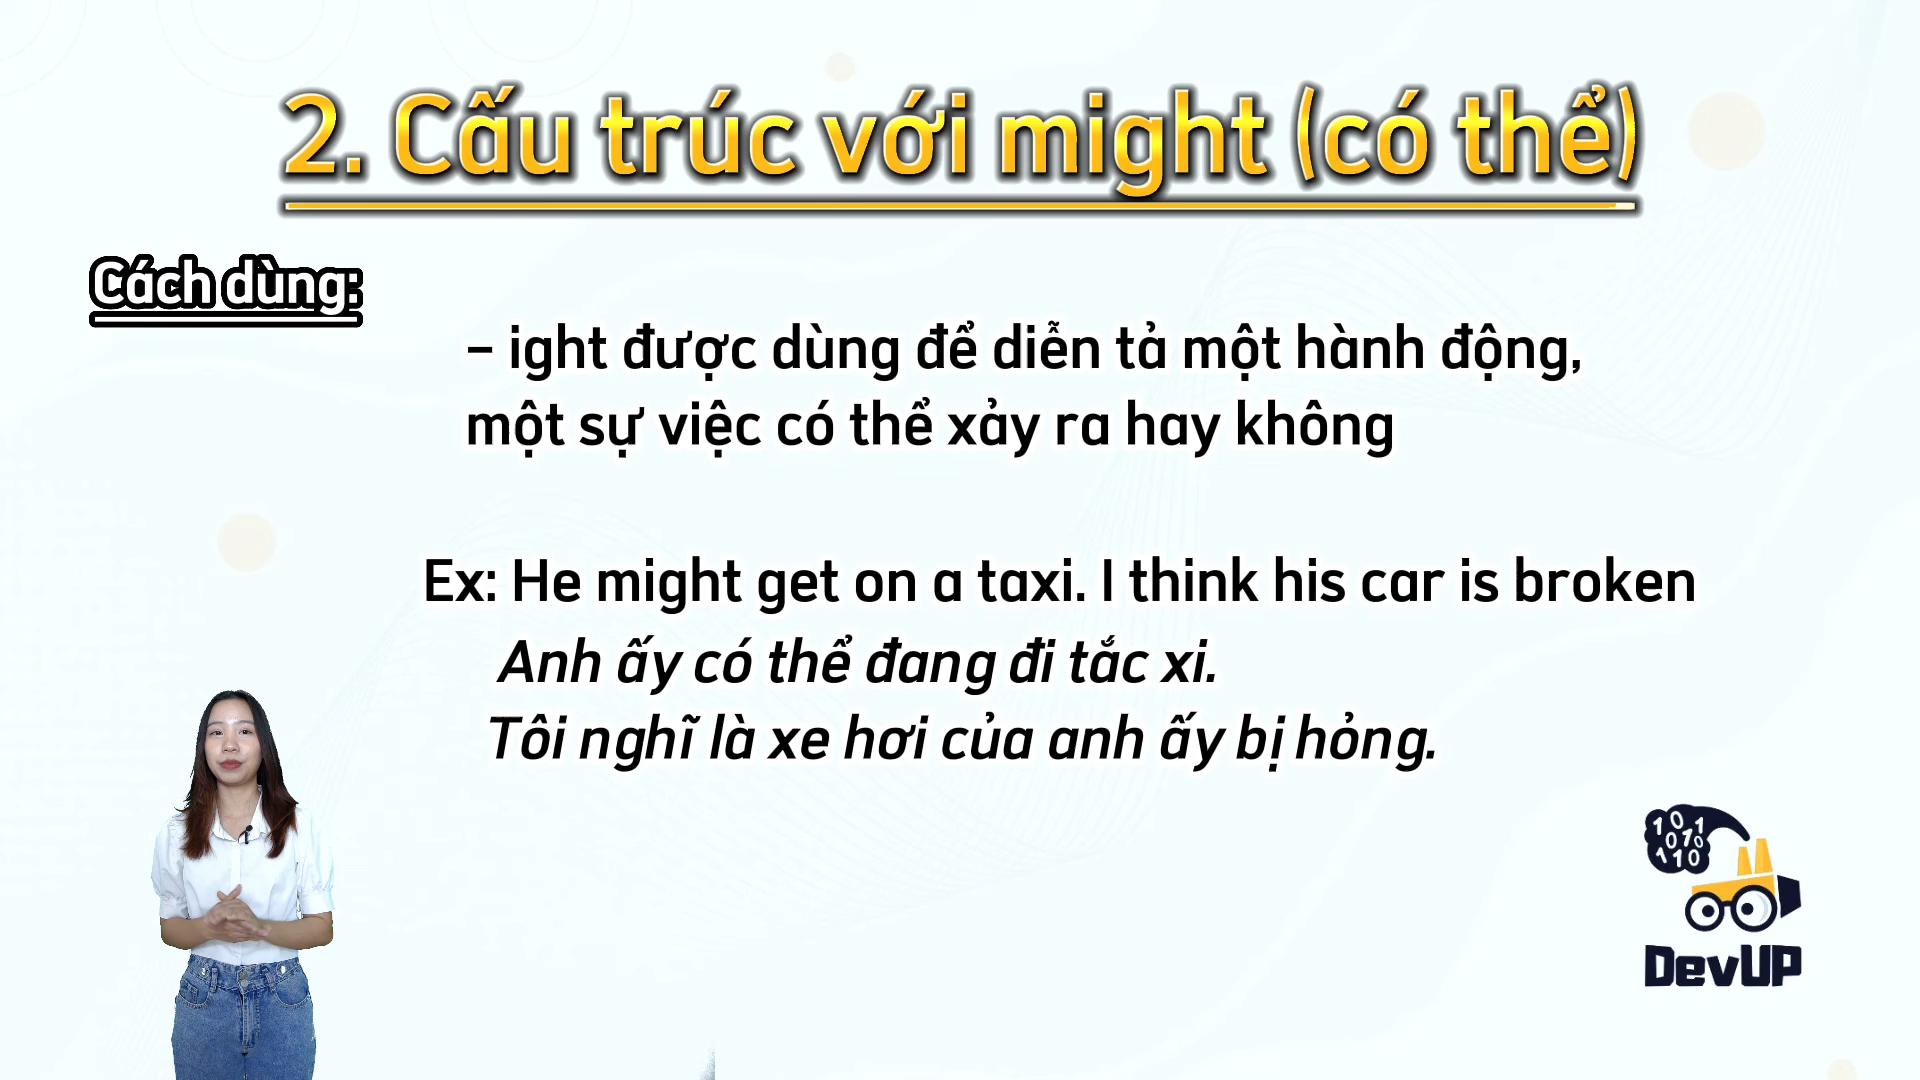 2. Cấu trúc với might (có thể)
Cách dùng:
– ight được dùng để diễn tả một hành động,
một sự việc có thể xảy ra hay không
Ex: He might get on a taxi. I think his car is broken
Anh ấy có thể đang đi tắc xi.
Tôi nghĩ là xe hơi của anh ấy bị hỏng.
101
010
110
DevUP